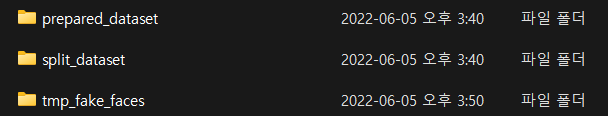 prepared_dataset 2022-06-05 오후 3:40 파일 폴더
split_dataset 2022-06-05 오후 3:40 파일 폴더
tmp_fake_faces 2022-06-05 오후 3:50 파일 폴더